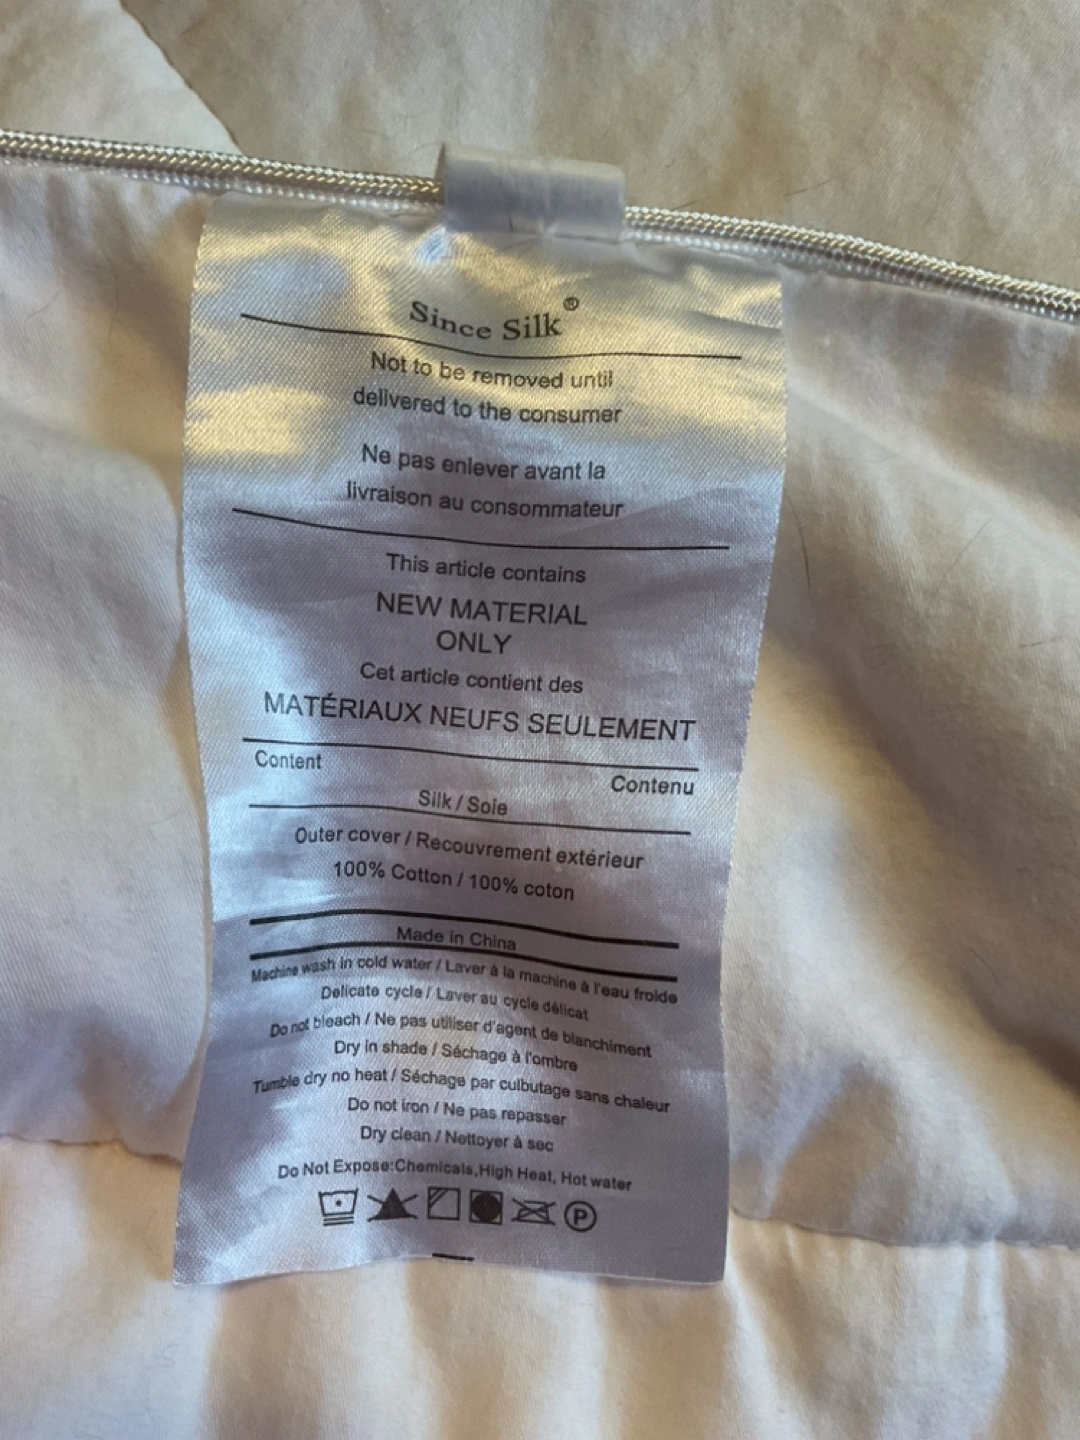 Since Silk®
Not to be removed until
delivered to the consumer
Ne pas enlever avant la
livraison au consommateur
This article contains
NEW MATERIAL
ONLY
Cet article contient des
MATÉRIAUX NEUFS SEULEMENT
Content Contenu
Silk / Soie
Outer cover / Recouvrement extérieur
100% Cotton / 100% coton
Made in China
Machine wash in cold water / Laver à la machine à l'eau froide
Delicate cycle / Laver au cycle délicat
Do not bleach / Ne pas utiliser d'agent de blanchiment
Dry in shade / Séchage à l'ombre
Tumble dry no heat / Séchage par culbutage sans chaleur
Do not iron / Ne pas repasser
Dry clean / Nettoyer à sec
Do Not Expose:Chemicals,High Heat, Hot water
P